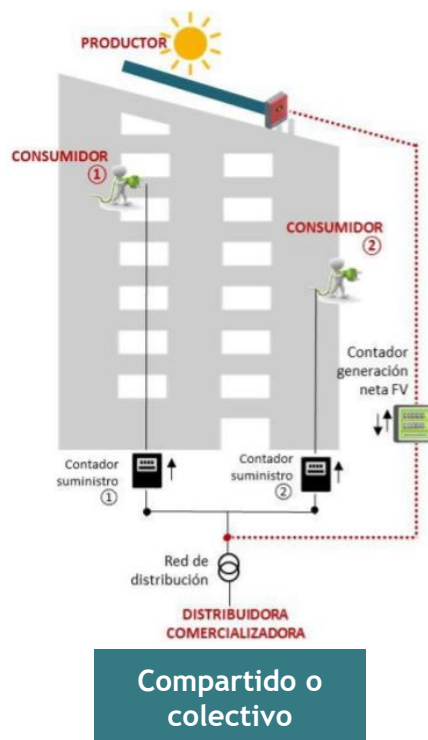 PRODUCTOR
CONSUMIDOR
①
CONSUMIDOR
②
Contador
generación
neta FV
Contador
suministro
①
Contador
suministro
②
Red de
distribución
DISTRIBUIDORA
COMERCIALIZADORA
Compartido o
colectivo